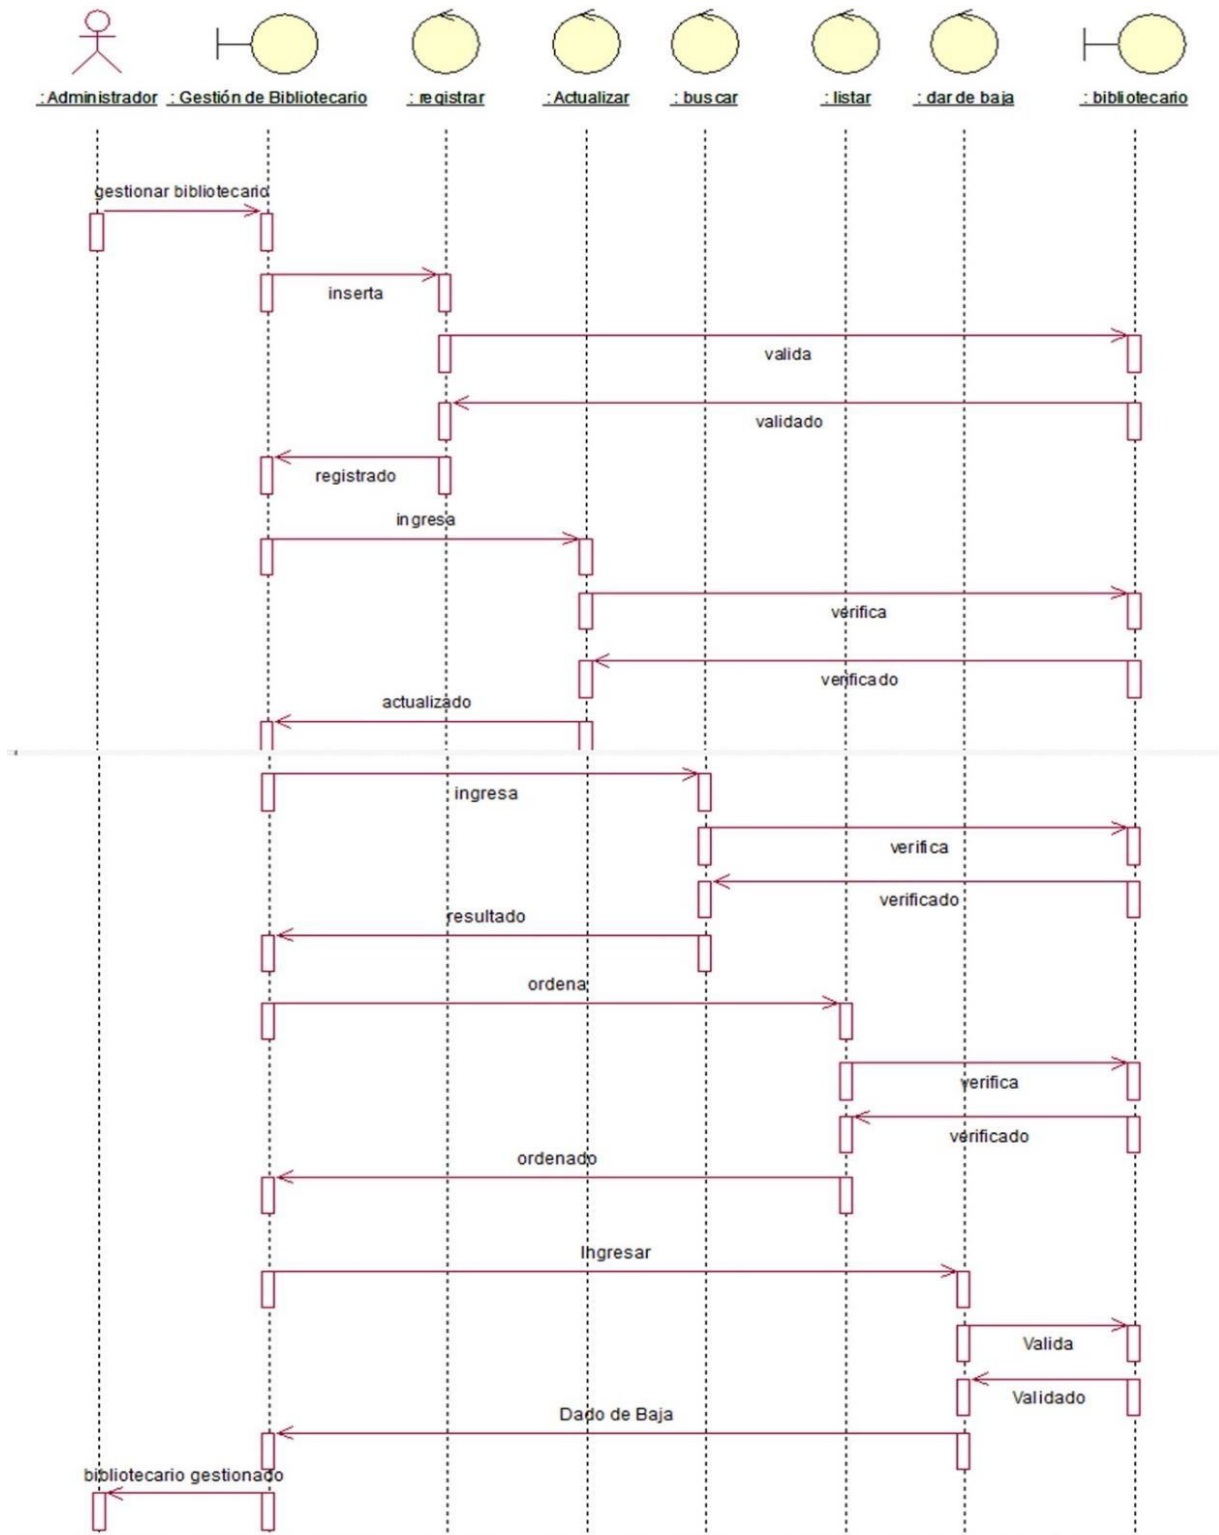 : Administrador : Gestión de Bibliotecario : registrar : Actualizar : buscar : listar : dar de baja : bibliotecario
gestionar bibliotecario
inserta
valida
validado
registrado
ingresa
verifica
verificado
actualizado
ingresa
verifica
verificado
resultado
ordena
verifica
verificado
ordenado
Ihgresar
Valida
Validado
Dado de Baja
bibliotecario gestionado